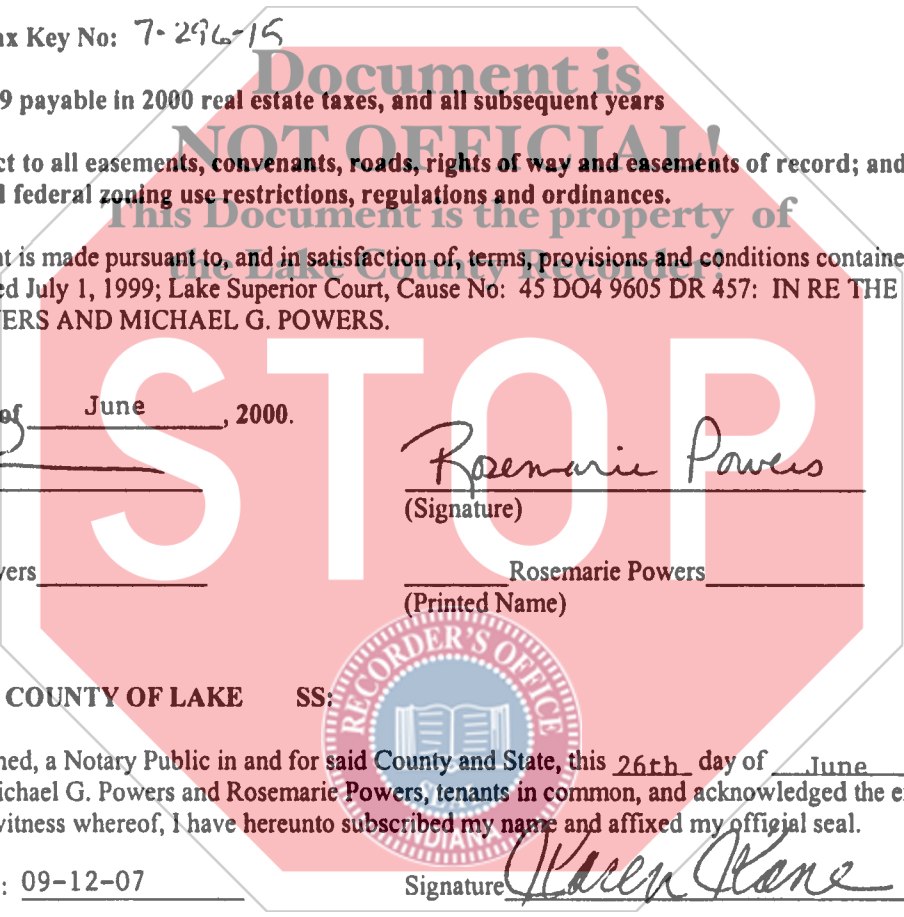 ax Key No: 7-296-15
Document is
9 payable in 2000 real estate taxes, and all subsequent years
NOT OFFICIAL!
ct to all easements, convenants, roads, rights of way and easements of record; and
l federal zoning use restrictions, regulations and ordinances.
This Document is the property of
nt is made pursuant to, and in satisfaction of, terms, provisions and conditions containe
the Lake County Recorder!
ed July 1, 1999; Lake Superior Court, Cause No: 45 DO4 9605 DR 457: IN RE THE
ERS AND MICHAEL G. POWERS.
STOP
of June, 2000.
Rosemarie Powers
(Signature)
vers Rosemarie Powers
(Printed Name)
RECORDER'S OFFICE
COUNTY OF LAKE SS:
ned, a Notary Public in and for said County and State, this 26th day of June
ichael G. Powers and Rosemarie Powers, tenants in common, and acknowledged the e
witness whereof, I have hereunto subscribed my name and affixed my official seal.
SEAL
INDIANA
: 09-12-07 Signature Karen Kane